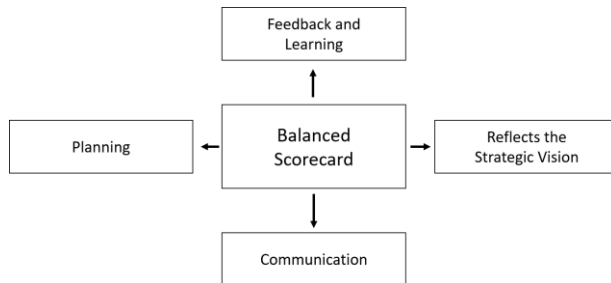 Feedback and
Learning
Planning
Balanced
Scorecard
Reflects the
Strategic Vision
Communication